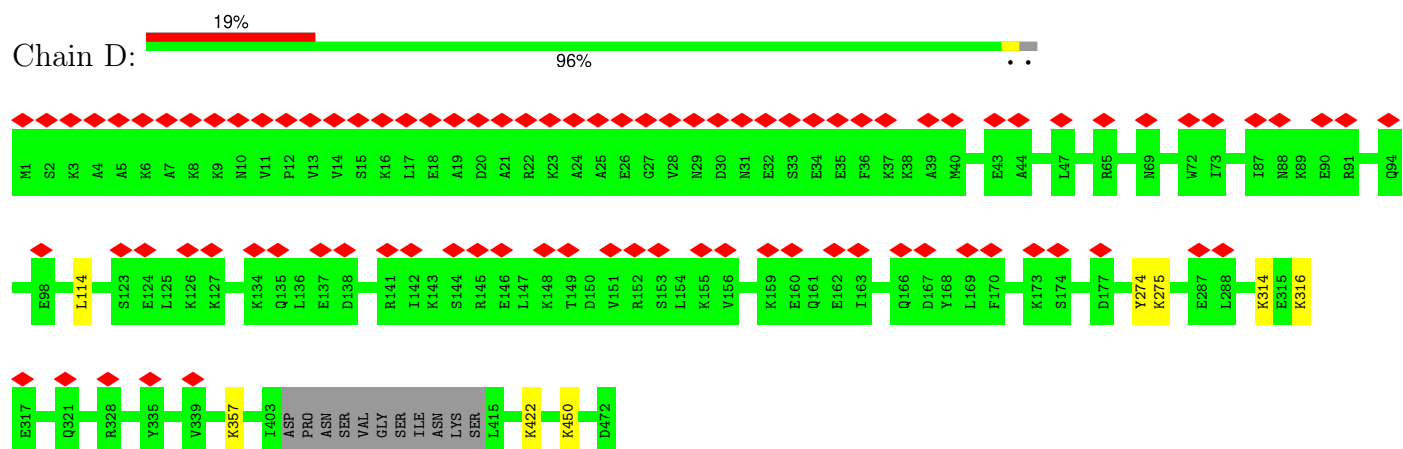 19%
Chain D:
96%
• •
M1 S2 K3 A4 A5 K6 A7 K8 K9 N10 V11 P12 V13 V14 S15 K16 L17 E18 A19 D20 A21 R22 K23 A24 A25 E26 G27 V28 N29 D30 N31 E32 S33 E34 E35 F36 K37 K38 A39 M40 E43 A44 L47 R65 N69 W72 I73 I87 N88 K89 E90 R91 Q94
E98 L114 S123 E124 L125 K126 K127 K134 Q135 L136 E137 D138 R141 I142 K143 S144 R145 E146 L147 K148 T149 D150 V151 R152 S153 L154 K155 V156 K159 E160 Q161 E162 I163 Q166 D167 Y168 L169 F170 K173 S174 D177 Y274 K275 E287 L288 K314 E315 K316
E317 Q321 R328 Y335 V339 K357 I403 ASP PRO ASN SER VAL GLY SER ILE ASN LYS SER L415 K422 K450 D472